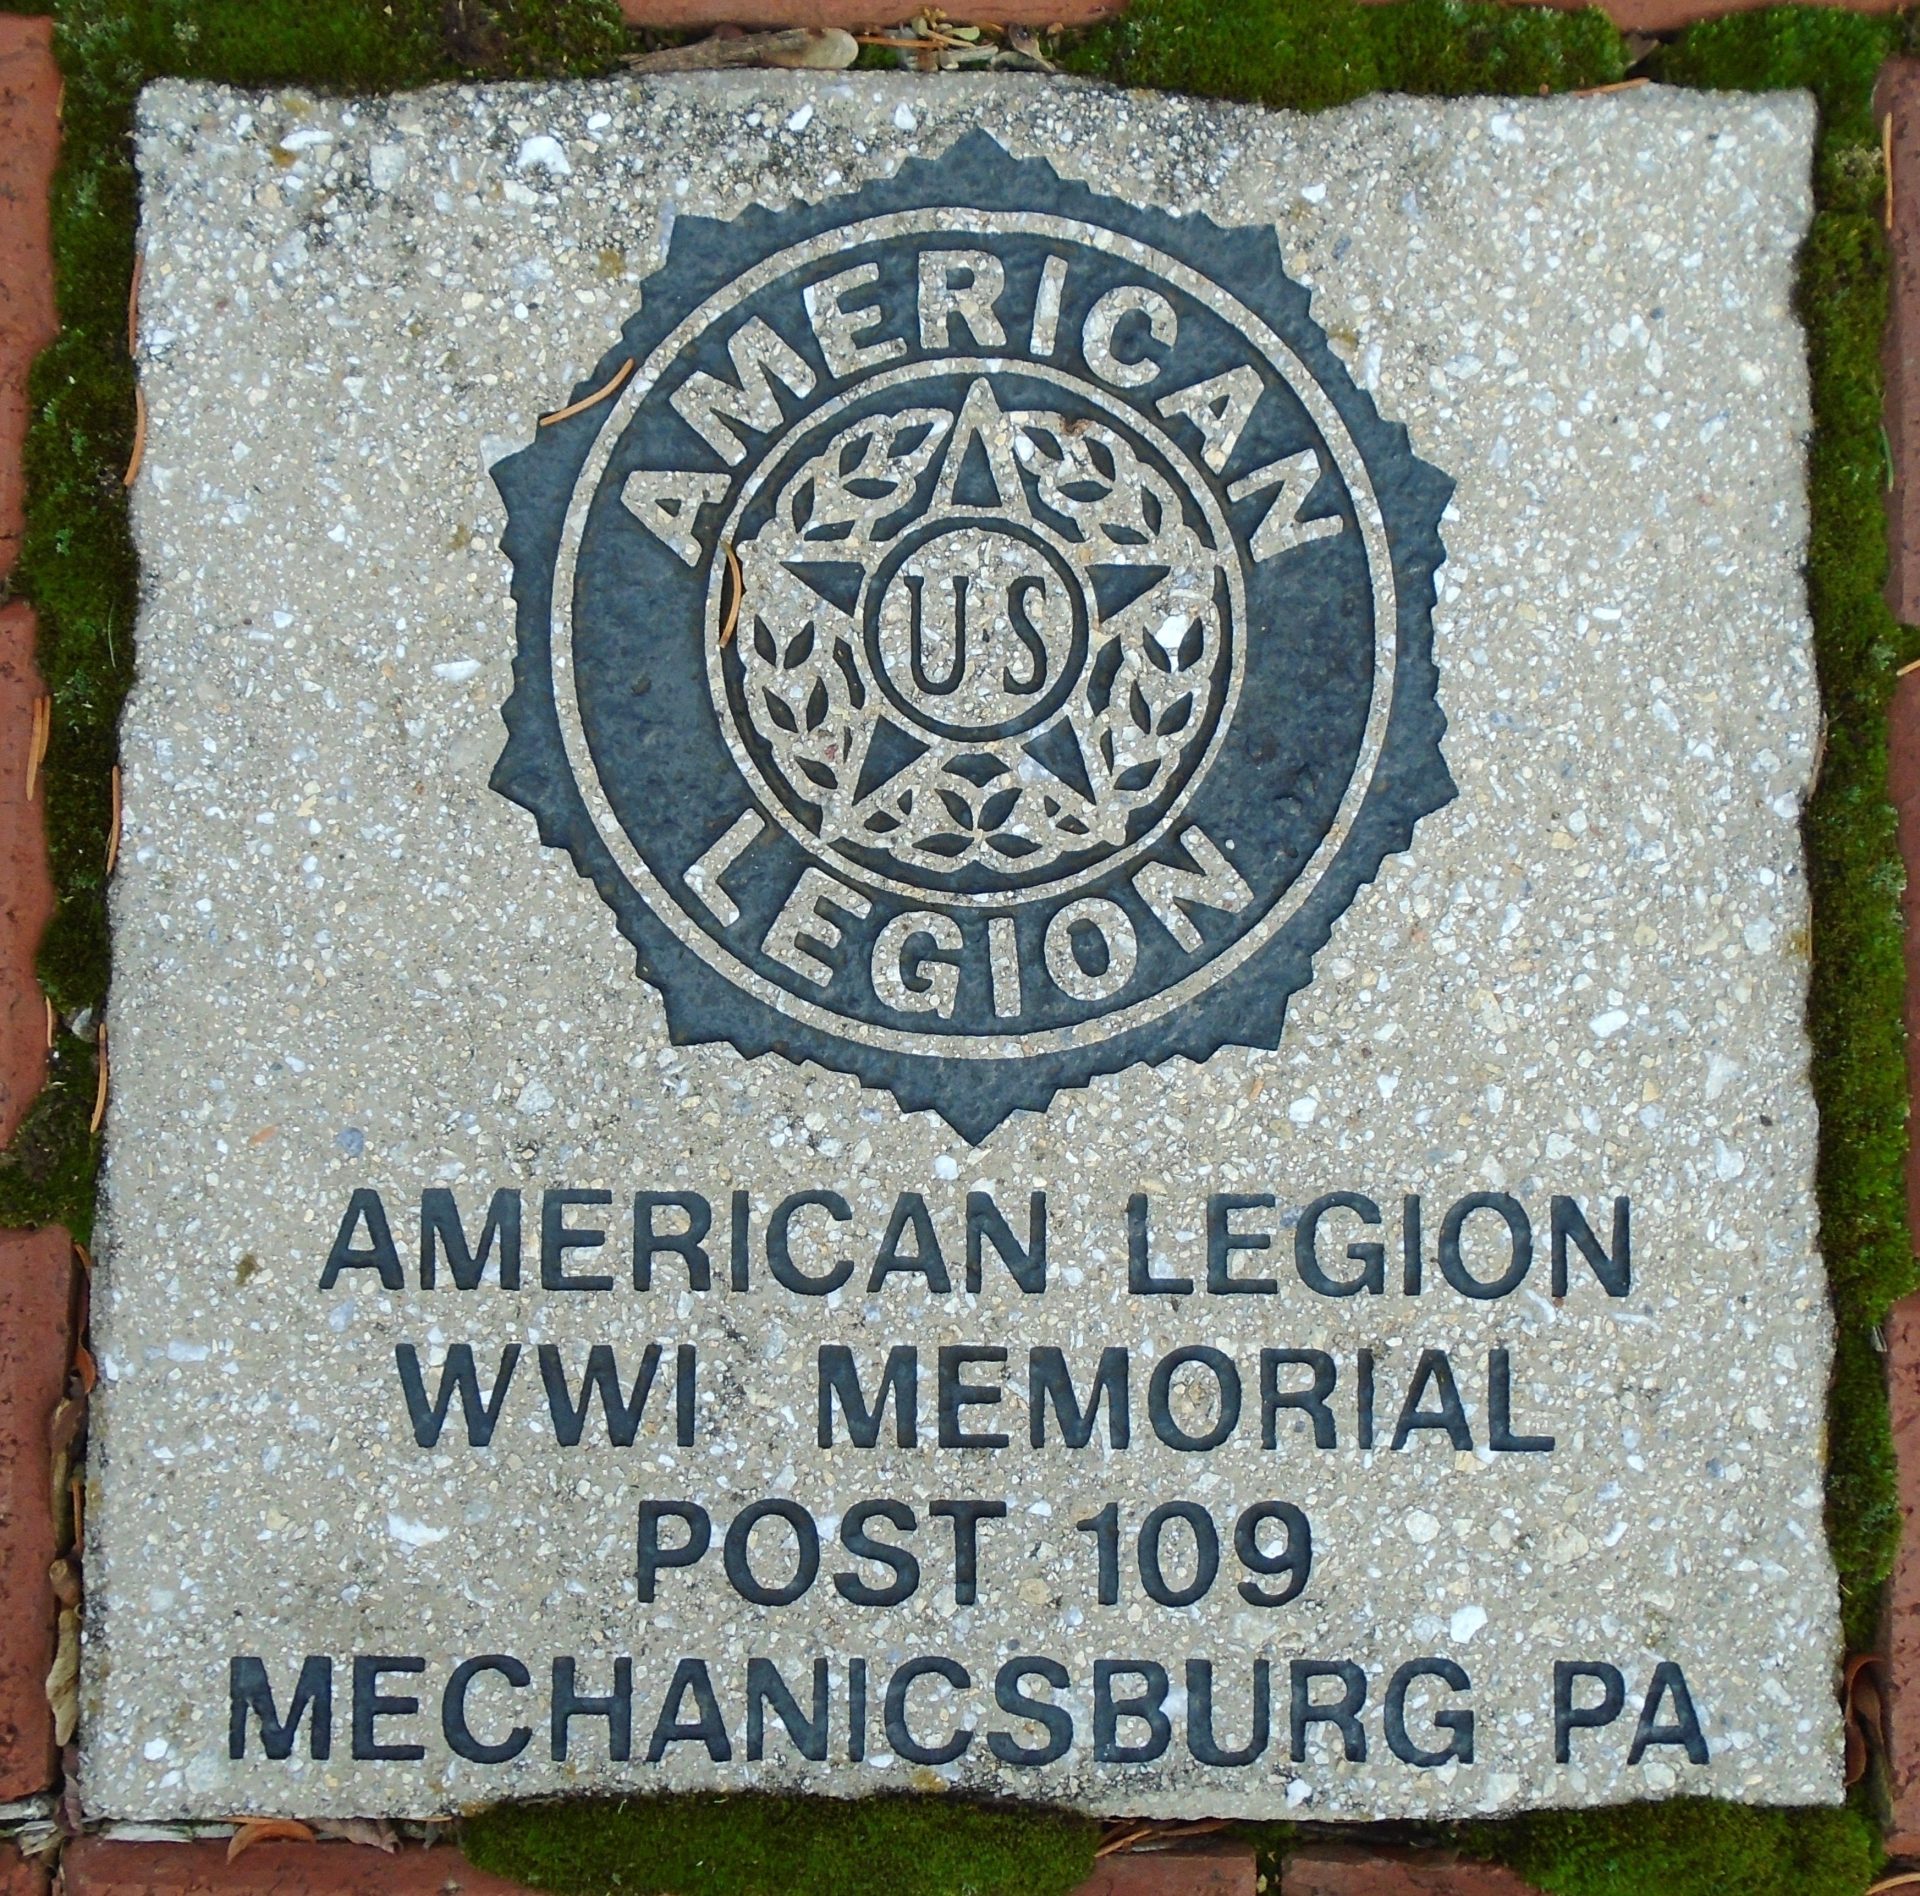 AMERICAN
US
LEGION
AMERICAN LEGION
WWI MEMORIAL
POST 109
MECHANICSBURG PA